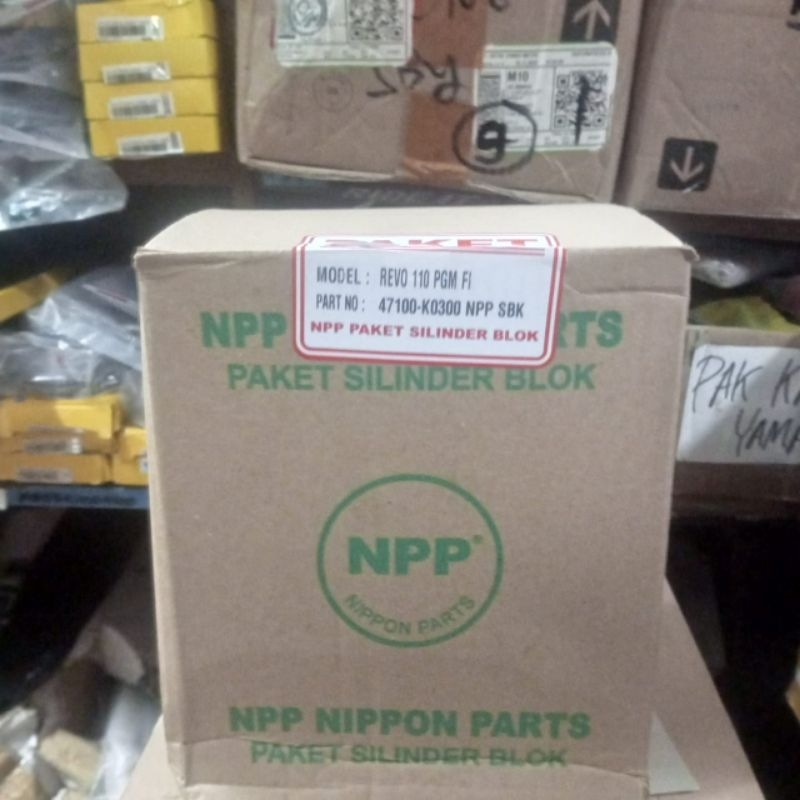 M10
9
PAKET
MODEL : REVO 110 PGM FI
PART NO : 47100-K0300 NPP SBK
NPP PAKET SILINDER BLOK
NPP
RTS
PAKET SILINDER BLOK
PAK
YAMA
NPP®
NIPPON PARTS
NPP NIPPON PARTS
PAKET SILINDER BLOK